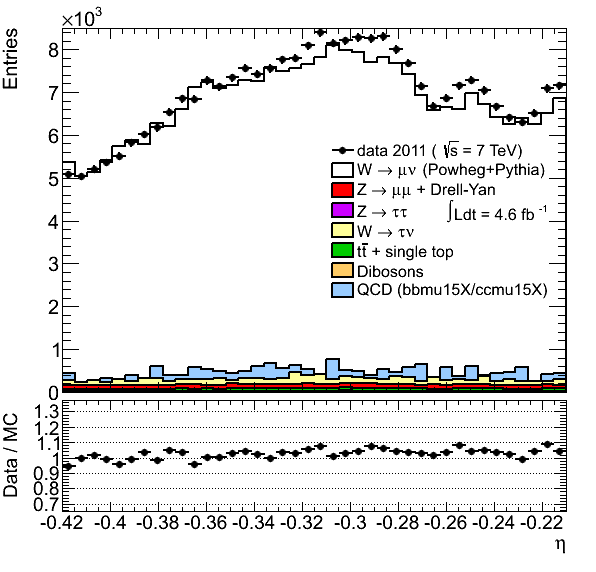 ×10³
Entries
8
7
6
5
4
3
2
1
0
data 2011 ( √s = 7 TeV)
W → μν (Powheg+Pythia)
Z → μμ + Drell-Yan
Z → ττ
∫Ldt = 4.6 fb⁻¹
W → τν
tt̄ + single top
Dibosons
QCD (bbmu15X/ccmu15X)
Data / MC
1.3
1.2
1.1
1
0.9
0.8
0.7
-0.42 -0.4 -0.38 -0.36 -0.34 -0.32 -0.3 -0.28 -0.26 -0.24 -0.22
η